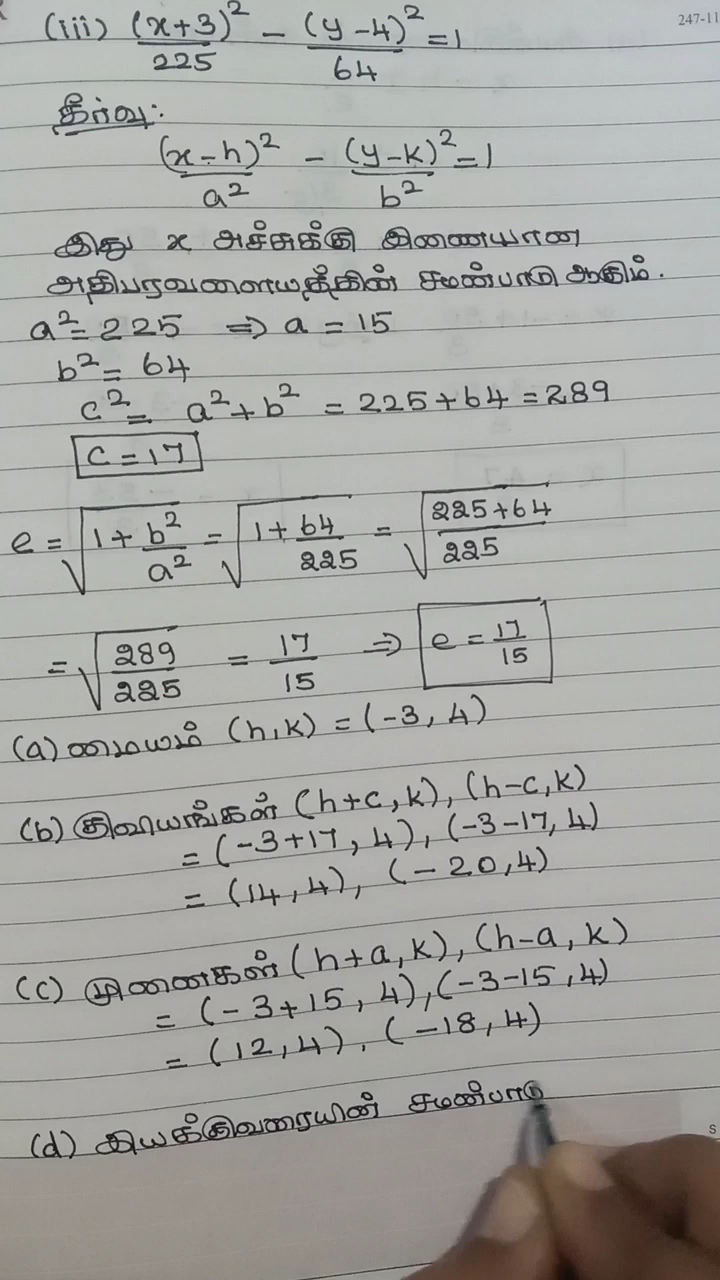 247-11
(iii) (x+3)²/225 - (y-4)²/64 = 1
தீர்வு:
(x-h)²/a² - (y-k)²/b² = 1
இது x அச்சுக்கு இணையான
அதிபரவளையத்தின் சமன்பாடு ஆகும்.
a² = 225 ⇒ a = 15
b² = 64
c² = a² + b² = 225 + 64 = 289
c = 17
e = √(1 + b²/a²) = √(1 + 64/225) = √((225+64)/225)
= √(289/225) = 17/15 ⇒ e = 17/15
(a) மையம் (h,k) = (-3, 4)
(b) குவியங்கள் (h+c, k), (h-c, k)
= (-3+17, 4), (-3-17, 4)
= (14, 4), (-20, 4)
(c) முனைகள் (h+a, k), (h-a, k)
= (-3+15, 4), (-3-15, 4)
= (12, 4), (-18, 4)
(d) இயக்குவரையின் சமன்பாடு
S